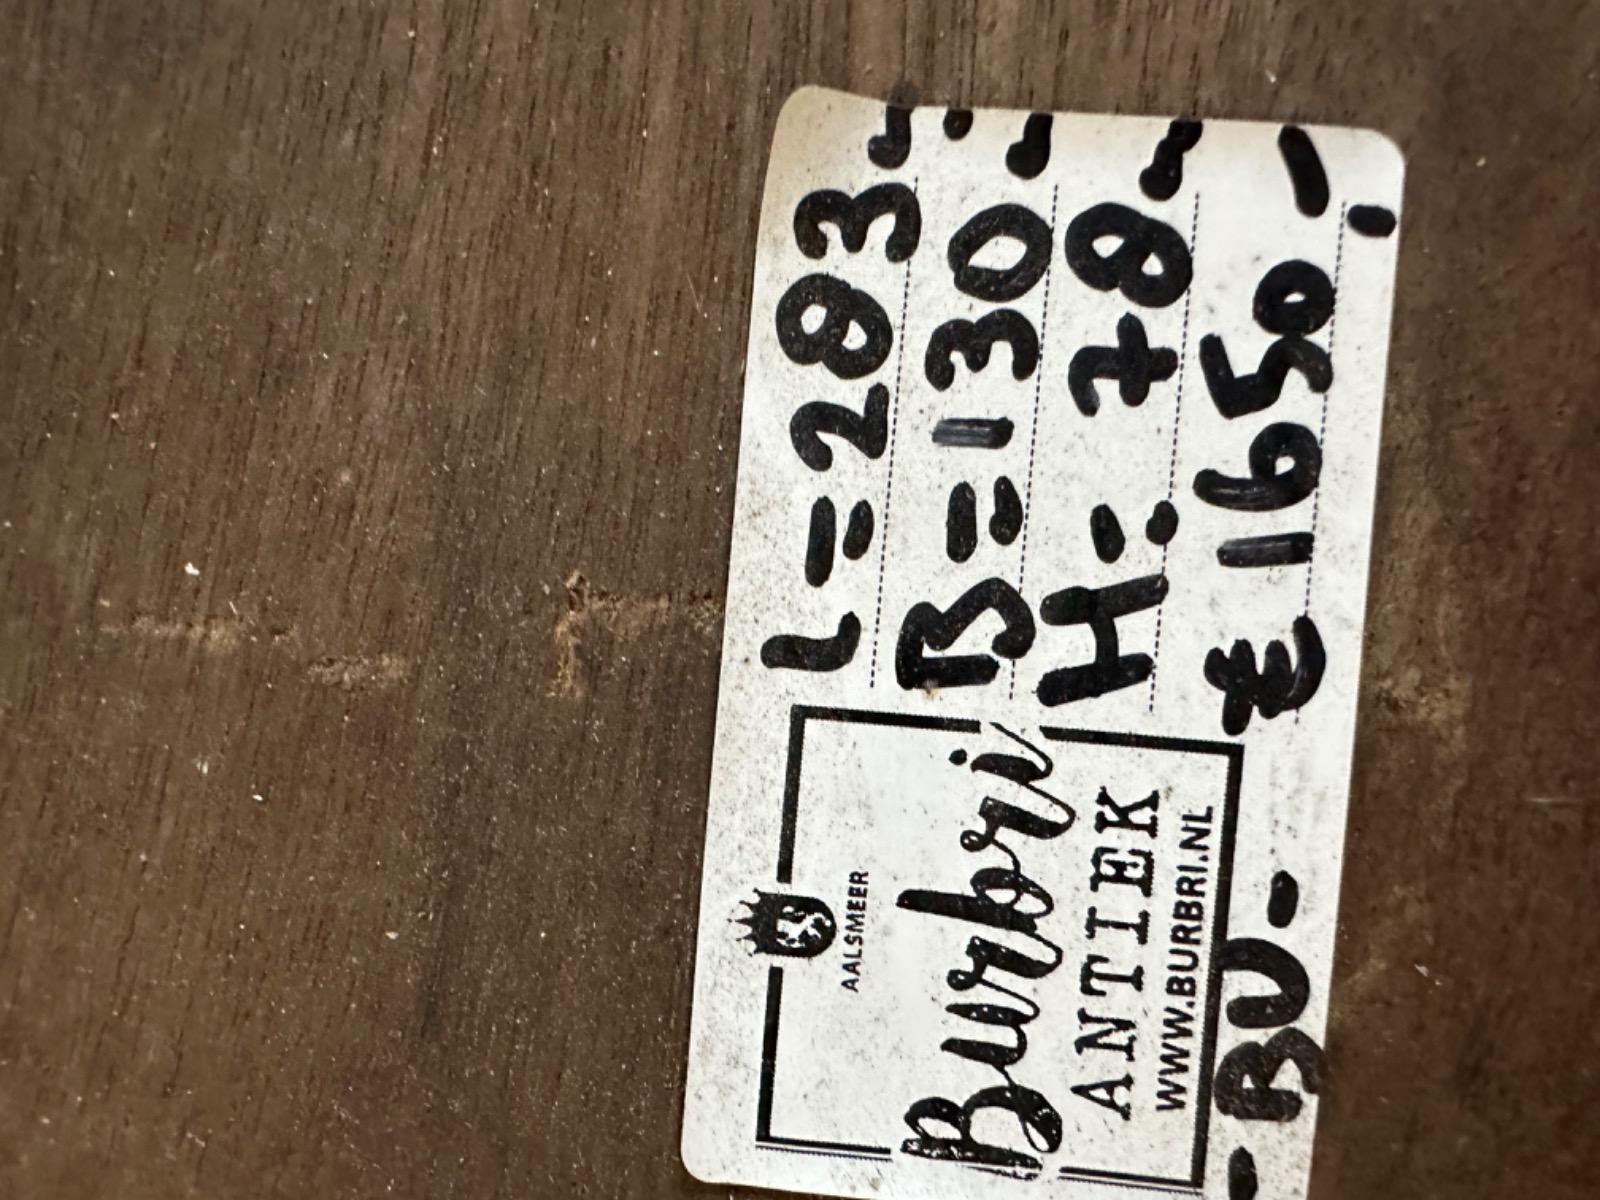 AALSMEER
Burbri
ANTIEK
WWW.BURBRI.NL
-BU-
L=283~
B=130~
H: 78~
€ 1650,-